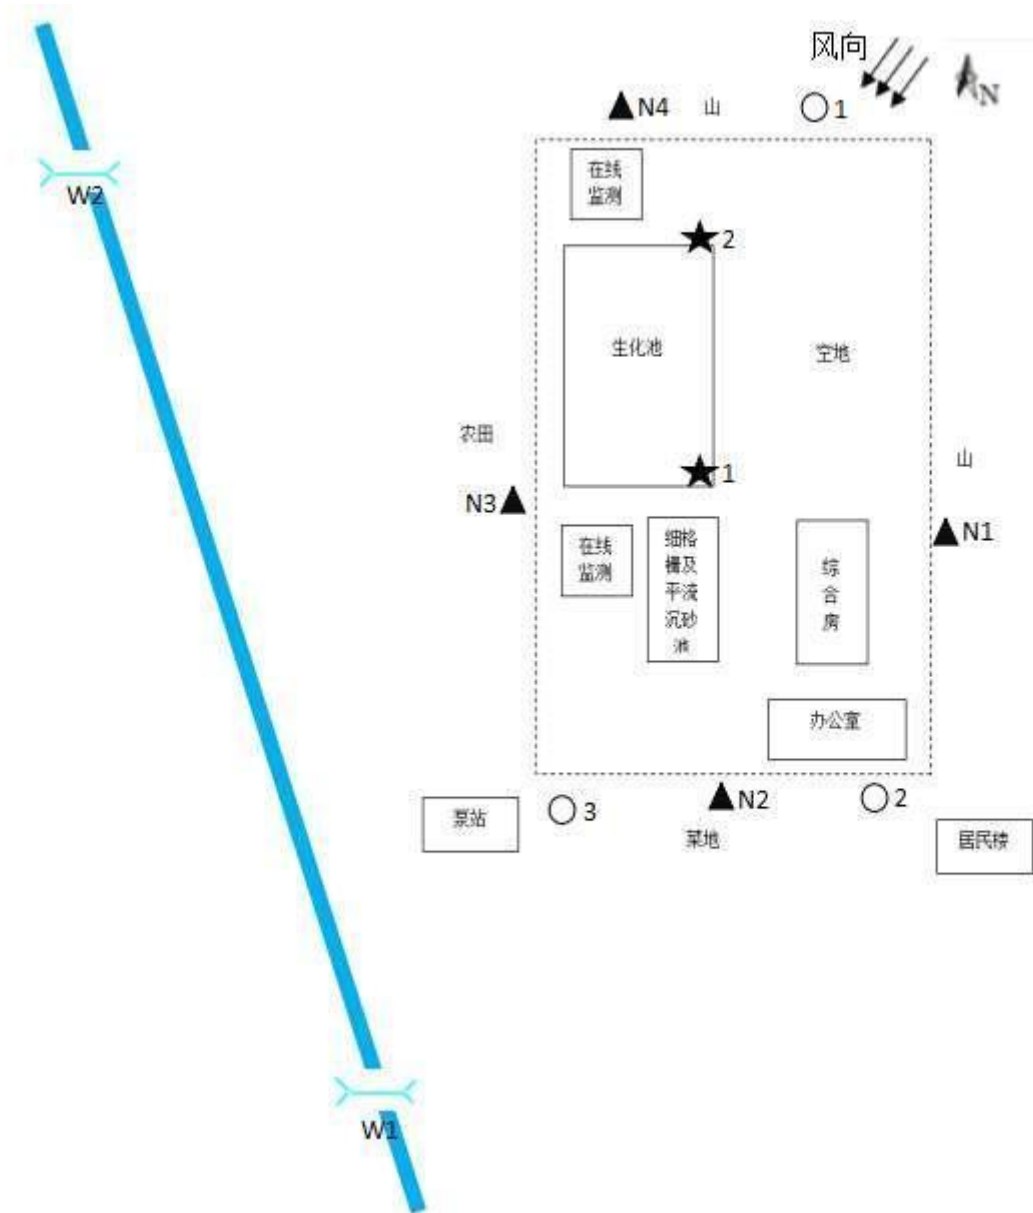 风向
N
N4
山
1
在线
监测
W2
2
生化池
空地
农田
山
1
N3
N1
在线
监测
细格
栅及
平流
沉砂
池
综
合
房
办公室
泵站
3
N2
2
菜地
居民楼
W1